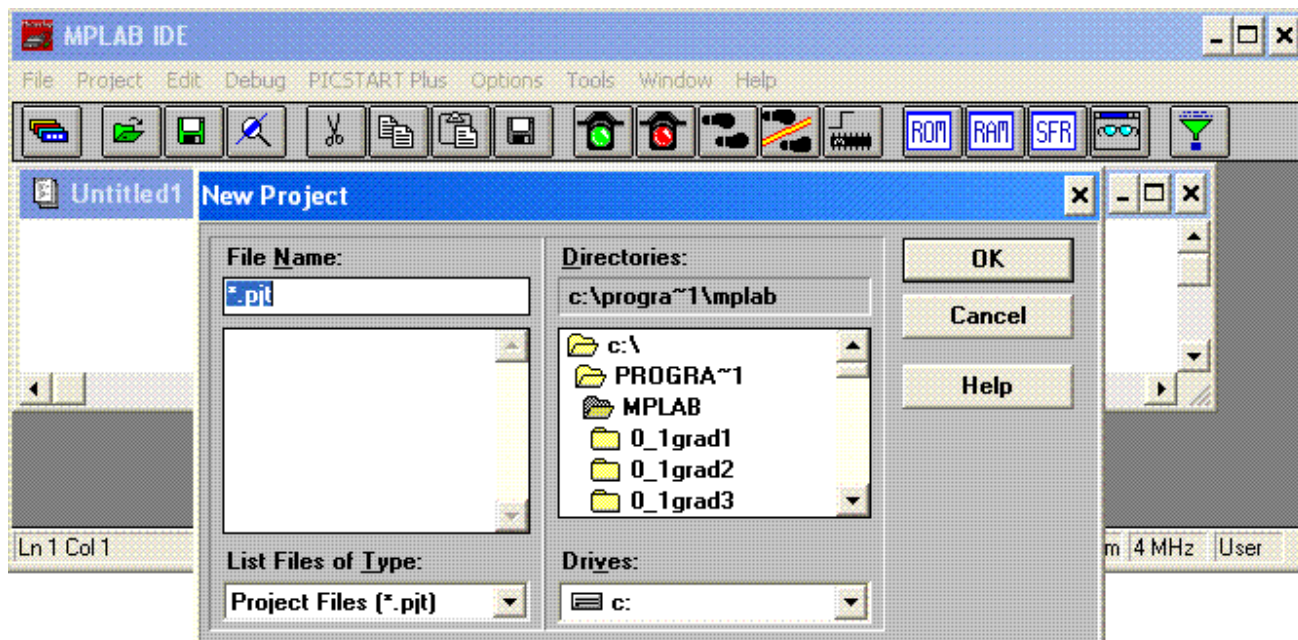 MPLAB IDE
File Project Edit Debug PICSTART Plus Options Tools Window Help
ROM RAM SFR
Untitled1
New Project
File Name:
*.pjt
Directories:
c:\progra~1\mplab
c:\
PROGRA~1
MPLAB
0_1grad1
0_1grad2
0_1grad3
OK
Cancel
Help
List Files of Type:
Project Files (*.pjt)
Drives:
c:
Ln 1 Col 1
m 4 MHz User